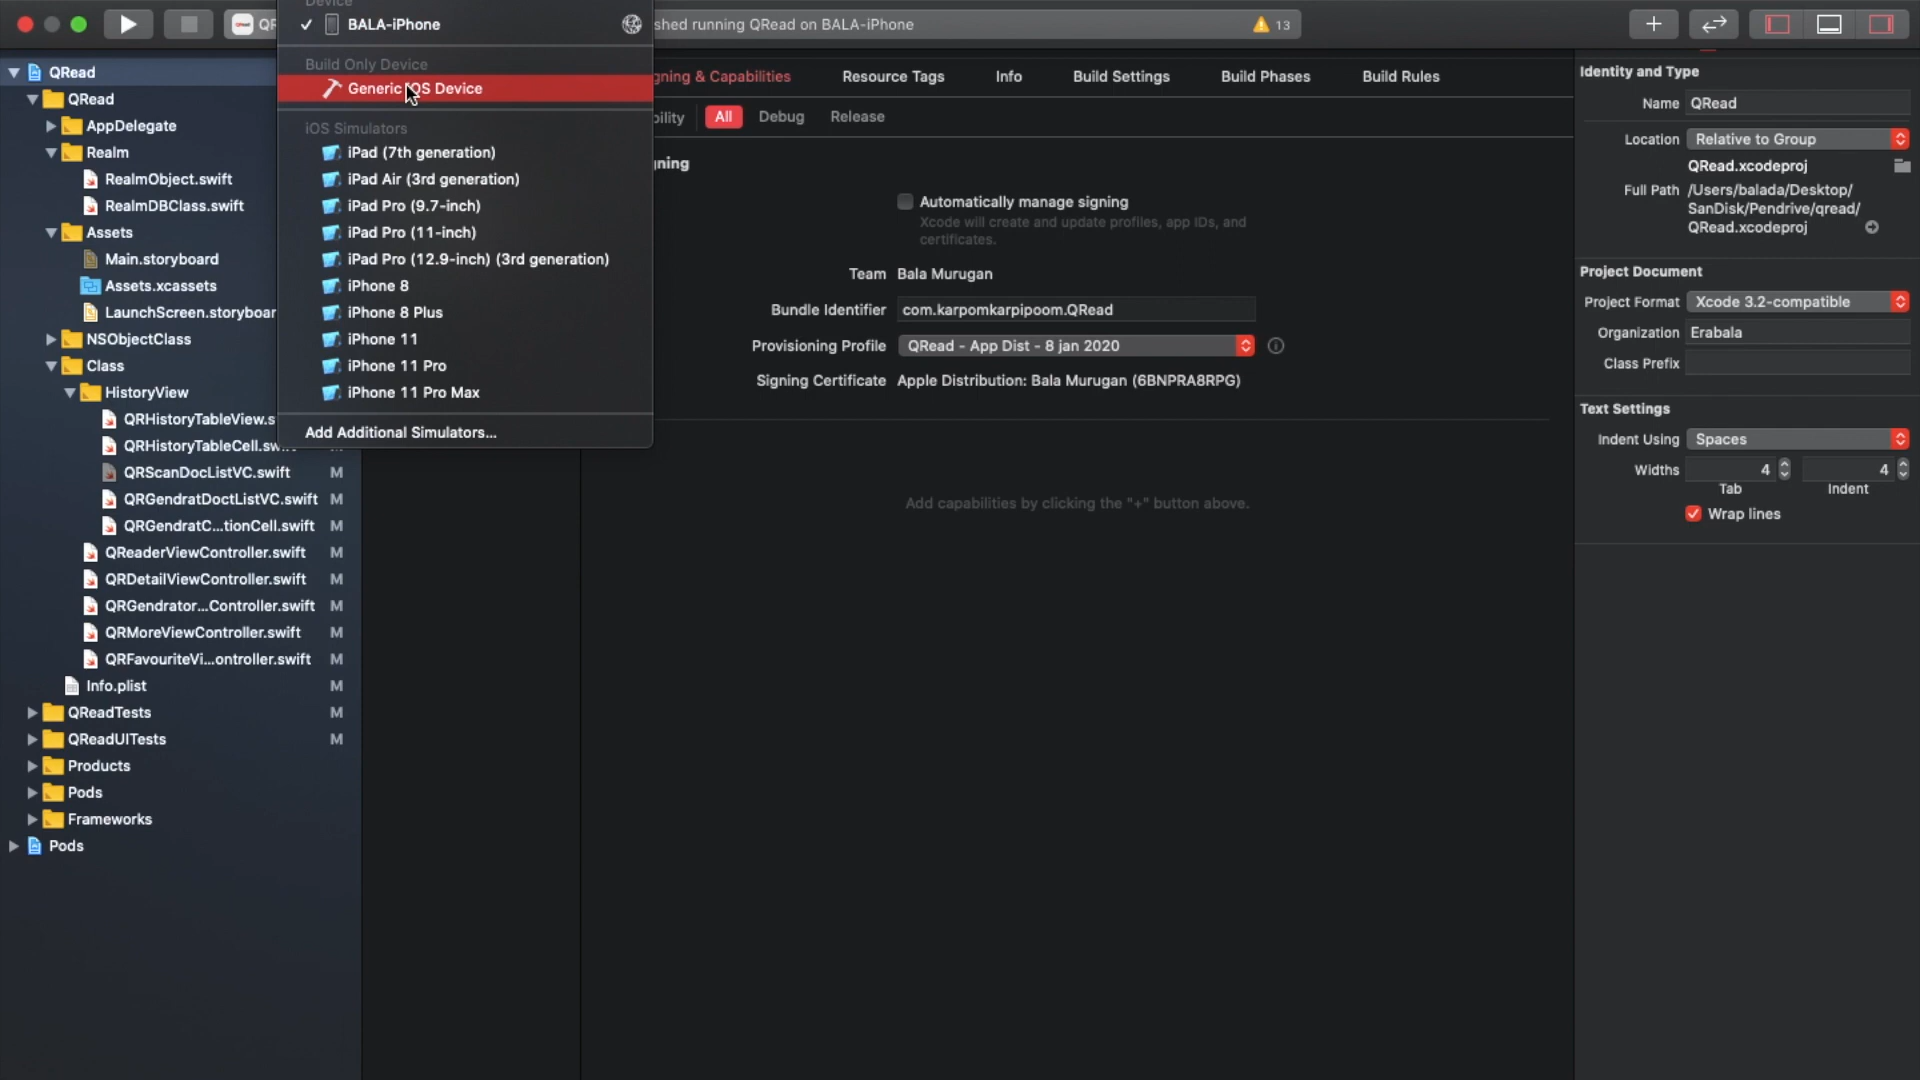 Device
BALA-iPhone
shed running QRead on BALA-iPhone
13
Build Only Device
Generic iOS Device
iOS Simulators
iPad (7th generation)
iPad Air (3rd generation)
iPad Pro (9.7-inch)
iPad Pro (11-inch)
iPad Pro (12.9-inch) (3rd generation)
iPhone 8
iPhone 8 Plus
iPhone 11
iPhone 11 Pro
iPhone 11 Pro Max
Add Additional Simulators...
QRead
QRead
AppDelegate
Realm
RealmObject.swift
RealmDBClass.swift
Assets
Main.storyboard
Assets.xcassets
LaunchScreen.storyboar
NSObjectClass
Class
HistoryView
QRHistoryTableView.s
QRHistoryTableCell.sw... M
QRScanDocListVC.swift M
QRGendratDoctListVC.swift M
QRGendratC...tionCell.swift M
QReaderViewController.swift M
QRDetailViewController.swift M
QRGendrator...Controller.swift M
QRMoreViewController.swift M
QRFavouriteVi...ontroller.swift M
Info.plist M
QReadTests M
QReadUITests M
Products
Pods
Frameworks
Pods
gning & Capabilities Resource Tags Info Build Settings Build Phases Build Rules
bility All Debug Release
ning
Automatically manage signing
Xcode will create and update profiles, app IDs, and
certificates.
Team Bala Murugan
Bundle Identifier com.karpomkarpipoom.QRead
Provisioning Profile QRead - App Dist - 8 jan 2020
Signing Certificate Apple Distribution: Bala Murugan (6BNPRA8RPG)
Add capabilities by clicking the "+" button above.
Identity and Type
Name QRead
Location Relative to Group
QRead.xcodeproj
Full Path /Users/balada/Desktop/
SanDisk/Pendrive/qread/
QRead.xcodeproj
Project Document
Project Format Xcode 3.2-compatible
Organization Erabala
Class Prefix
Text Settings
Indent Using Spaces
Widths 4 4
Tab Indent
Wrap lines